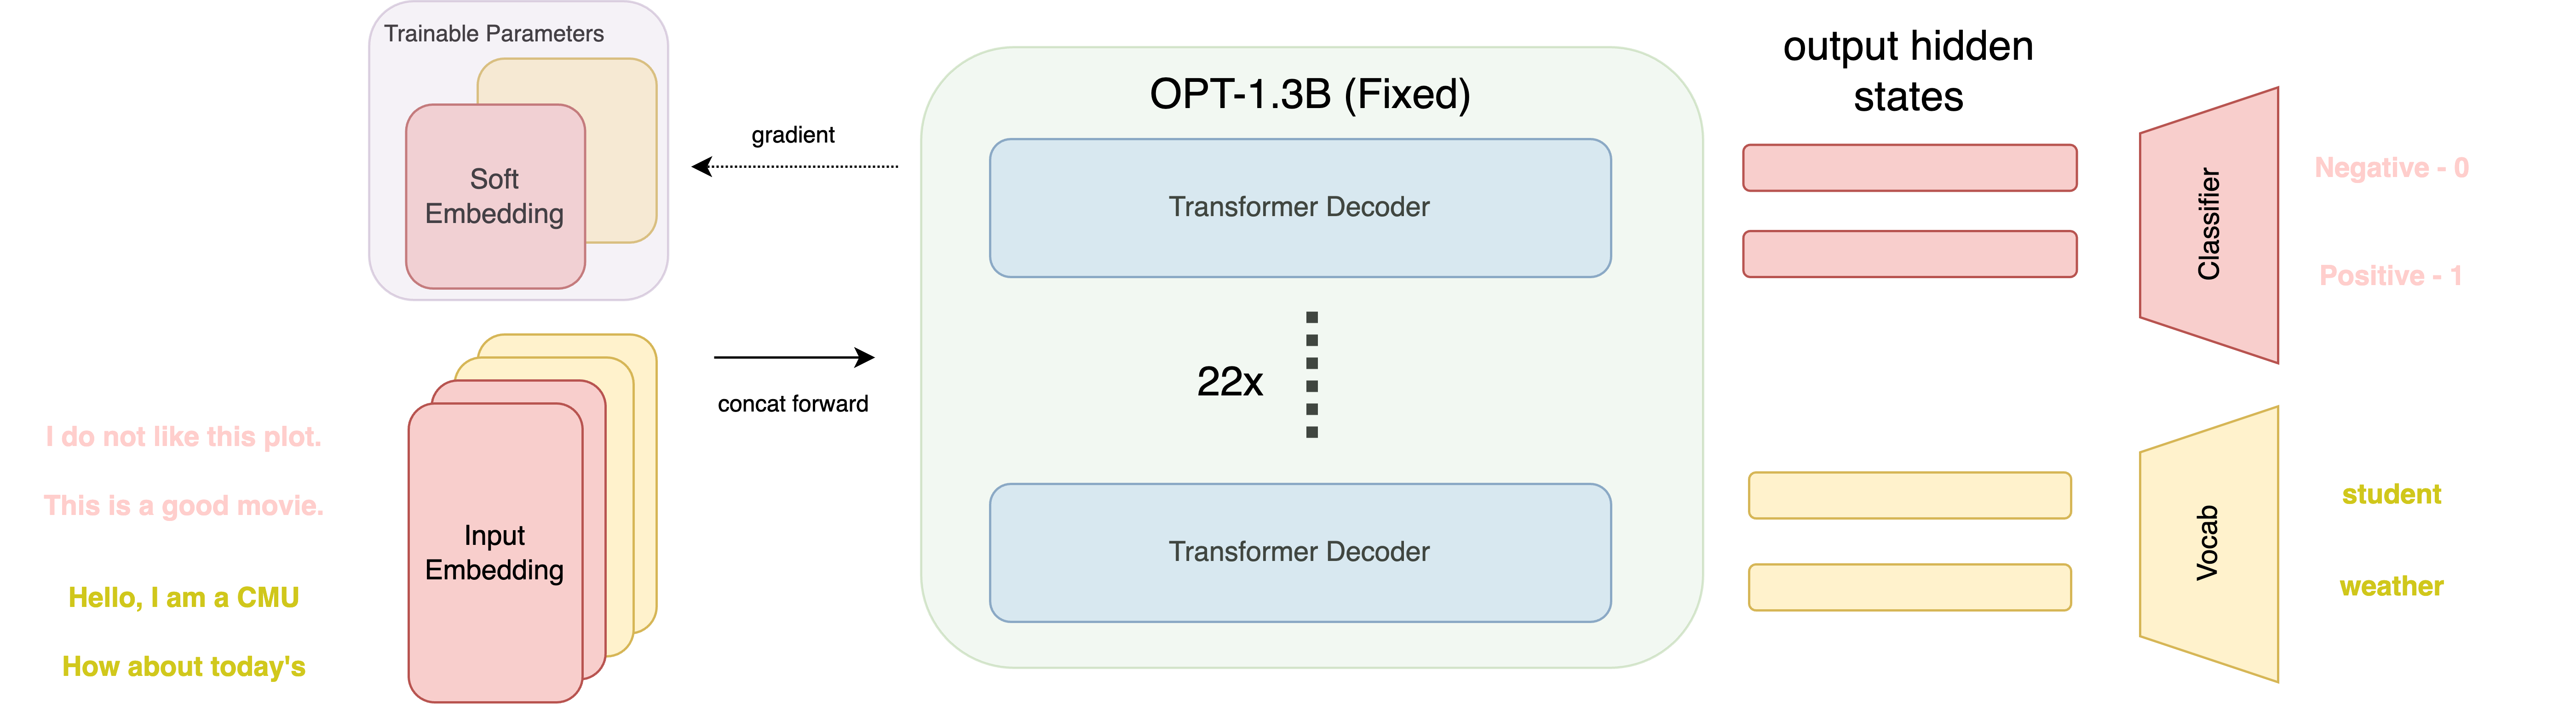 Trainable Parameters
Soft
Embedding
gradient
I do not like this plot.
This is a good movie.
Hello, I am a CMU
How about today's
Input
Embedding
concat forward
OPT-1.3B (Fixed)
Transformer Decoder
22x
Transformer Decoder
output hidden
states
Classifier
Negative - 0
Positive - 1
Vocab
student
weather